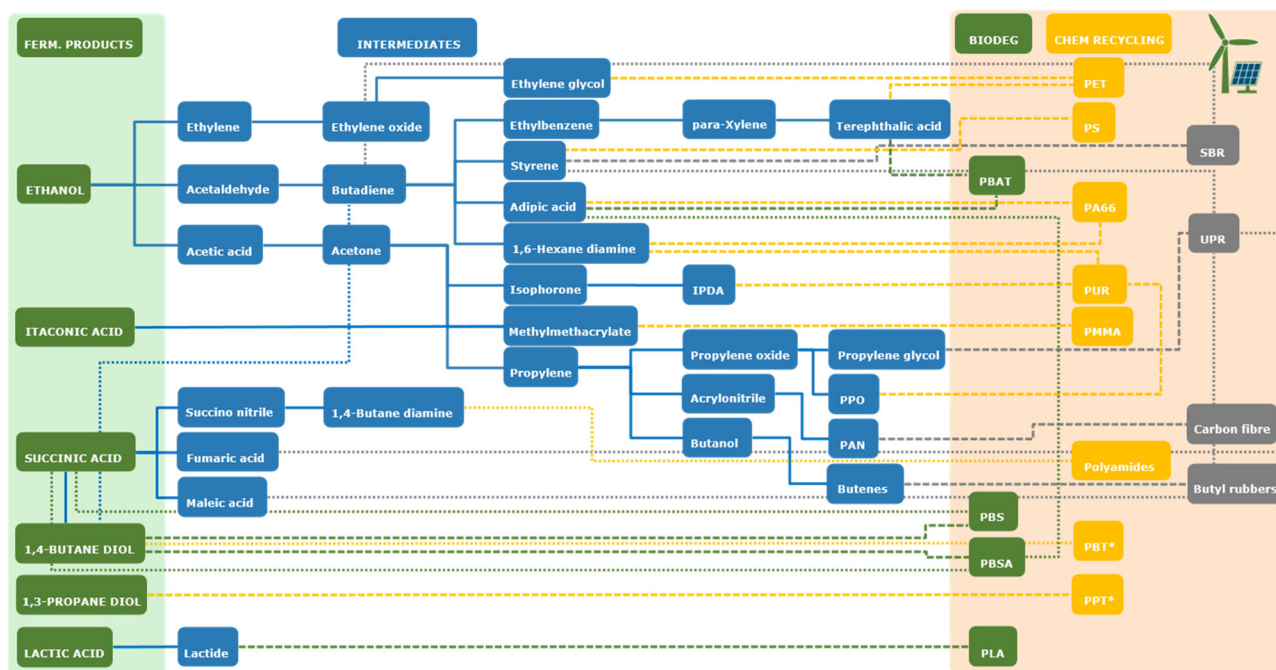 FERM. PRODUCTS
INTERMEDIATES
BIODEG
CHEM RECYCLING
Ethylene glycol
PET
Ethylene
Ethylene oxide
Ethylbenzene
para-Xylene
Terephthalic acid
PS
SBR
Styrene
ETHANOL
Acetaldehyde
Butadiene
PBAT
Adipic acid
PA66
Acetic acid
Acetone
1,6-Hexane diamine
UPR
Isophorone
IPDA
PUR
ITACONIC ACID
Methylmethacrylate
PMMA
Propylene oxide
Propylene glycol
Propylene
Acrylonitrile
PPO
Succino nitrile
1,4-Butane diamine
Carbon fibre
Butanol
PAN
SUCCINIC ACID
Fumaric acid
Polyamides
Butenes
Butyl rubbers
Maleic acid
PBS
1,4-BUTANE DIOL
PBT*
PBSA
1,3-PROPANE DIOL
PPT*
LACTIC ACID
Lactide
PLA